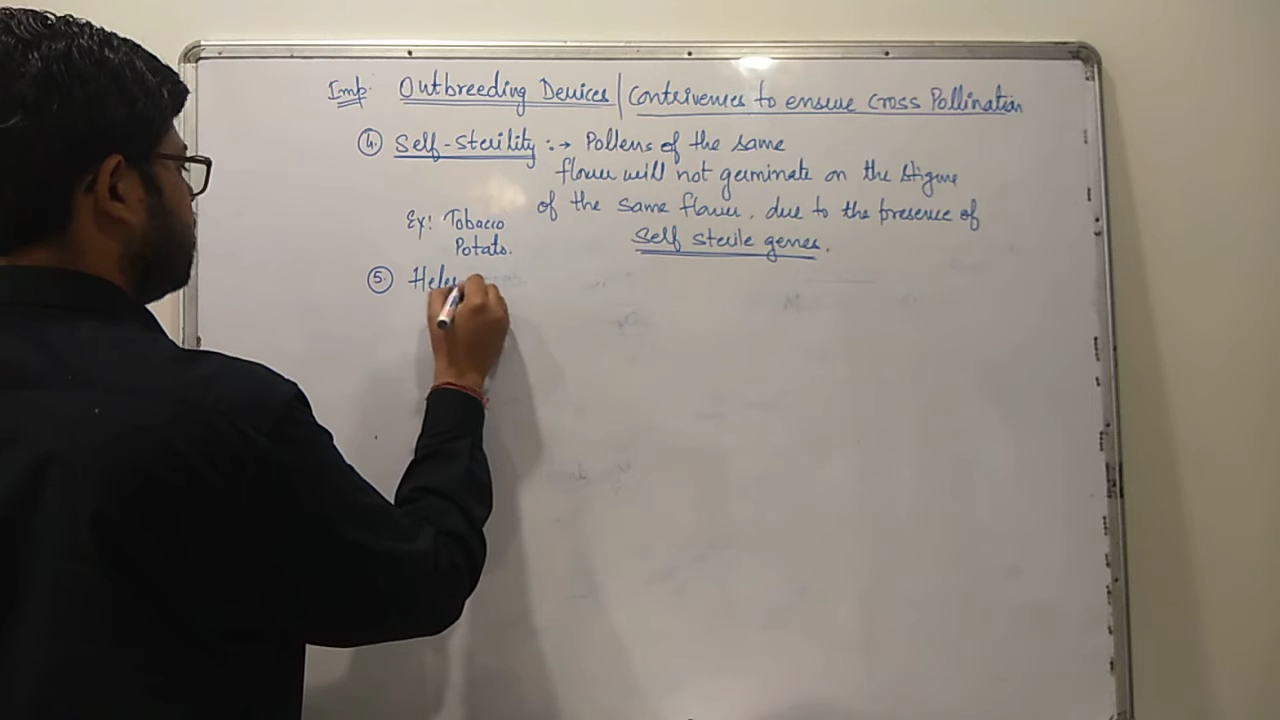 Imp: Outbreeding Devices / Contrivences to ensure Cross Pollination
4. Self-Sterility :→ Pollens of the same
flower will not germinate on the stigma
of the same flower, due to the presence of
Self sterile genes.
Ex: Tobacco
Potato.
5. Hete